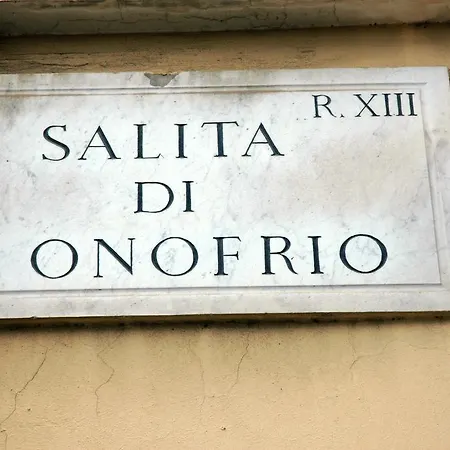 R. XIII
SALITA
DI
ONOFRIO